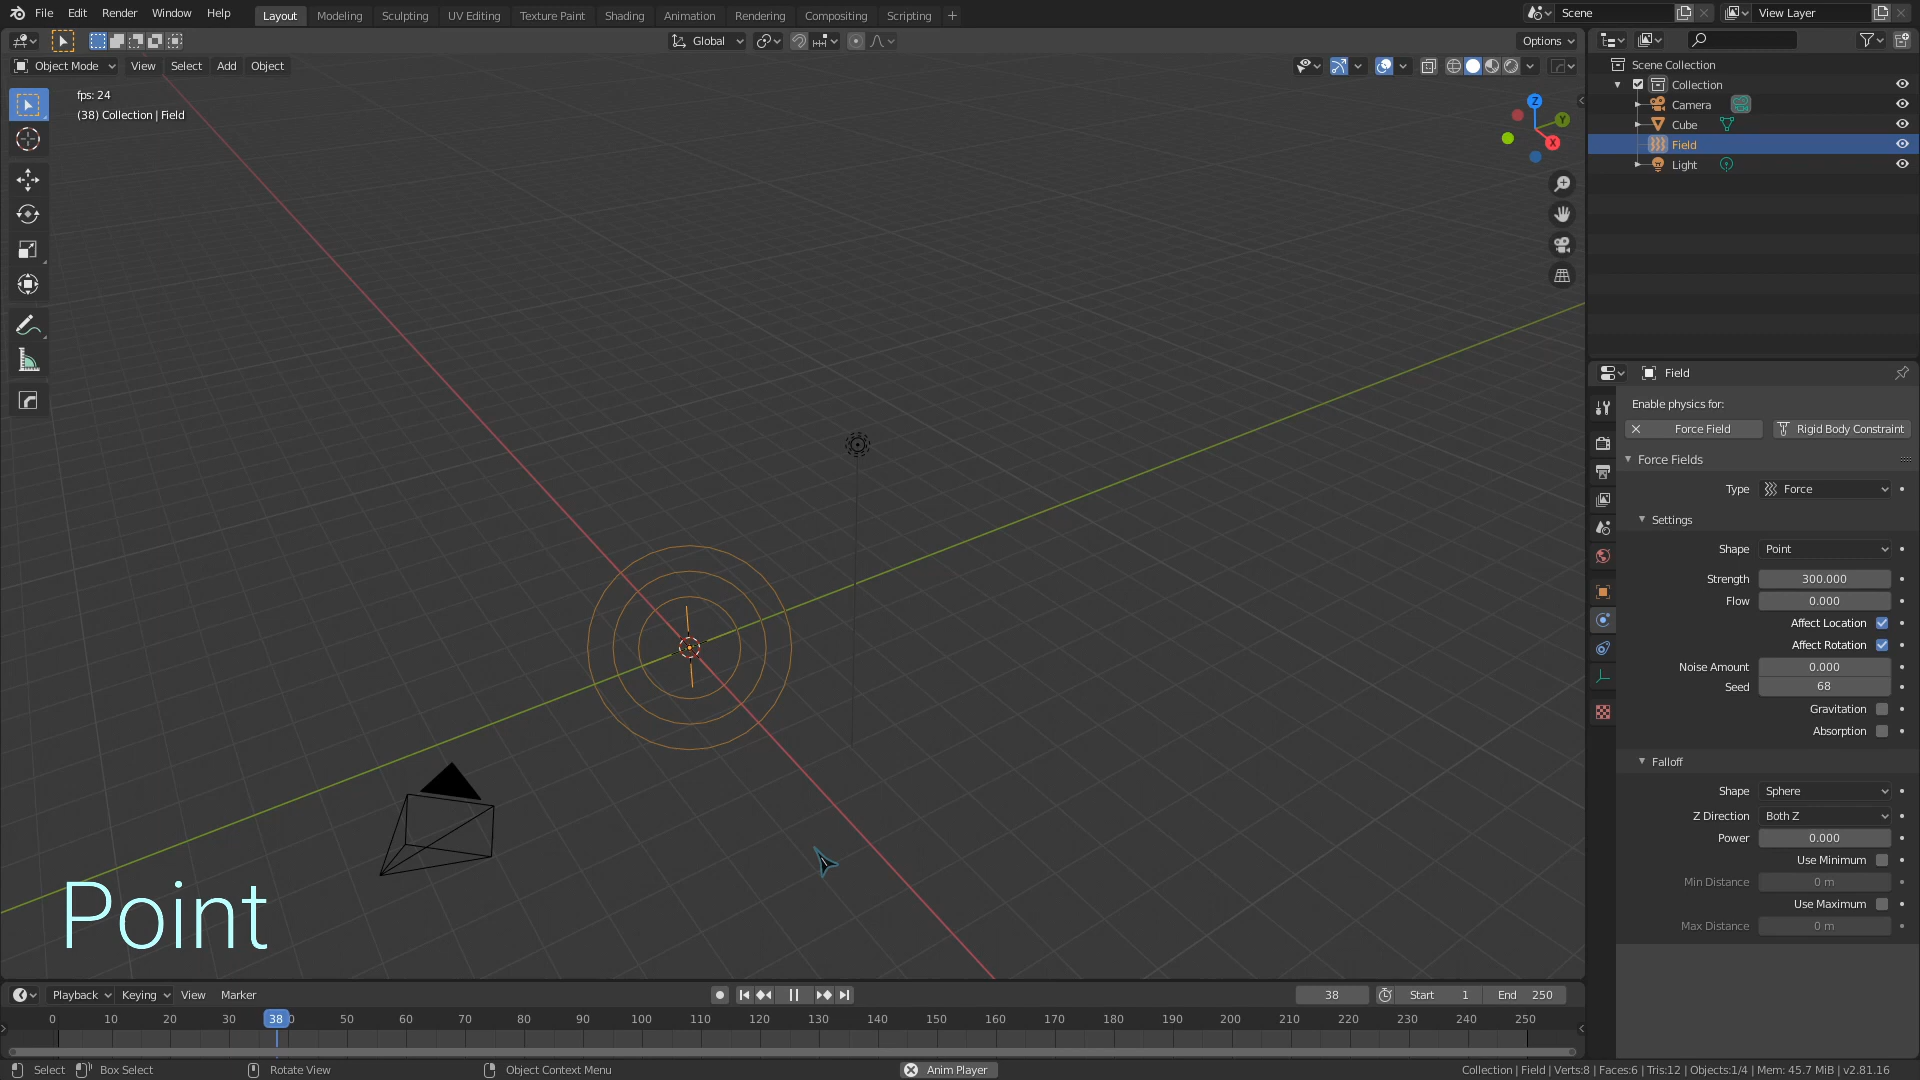 File Edit Render Window Help Layout Modeling Sculpting UV Editing Texture Paint Shading Animation Rendering Compositing Scripting + Scene View Layer
Global Options
Object Mode View Select Add Object
fps: 24
(38) Collection | Field
Z
Y
X
Scene Collection
Collection
Camera
Cube
Field
Light
Field
Enable physics for:
Force Field Rigid Body Constraint
Force Fields
Type Force
Settings
Shape Point
Strength 300.000
Flow 0.000
Affect Location
Affect Rotation
Noise Amount 0.000
Seed 68
Gravitation
Absorption
Falloff
Shape Sphere
Z Direction Both Z
Power 0.000
Use Minimum
Min Distance 0 m
Use Maximum
Max Distance 0 m
Point
Playback Keying View Marker 38 Start 1 End 250
0 10 20 30 38 0 50 60 70 80 90 100 110 120 130 140 150 160 170 180 190 200 210 220 230 240 250
Select Box Select Rotate View Object Context Menu Anim Player Collection | Field | Verts:8 | Faces:6 | Tris:12 | Objects:1/4 | Mem: 45.7 MiB | v2.81.16